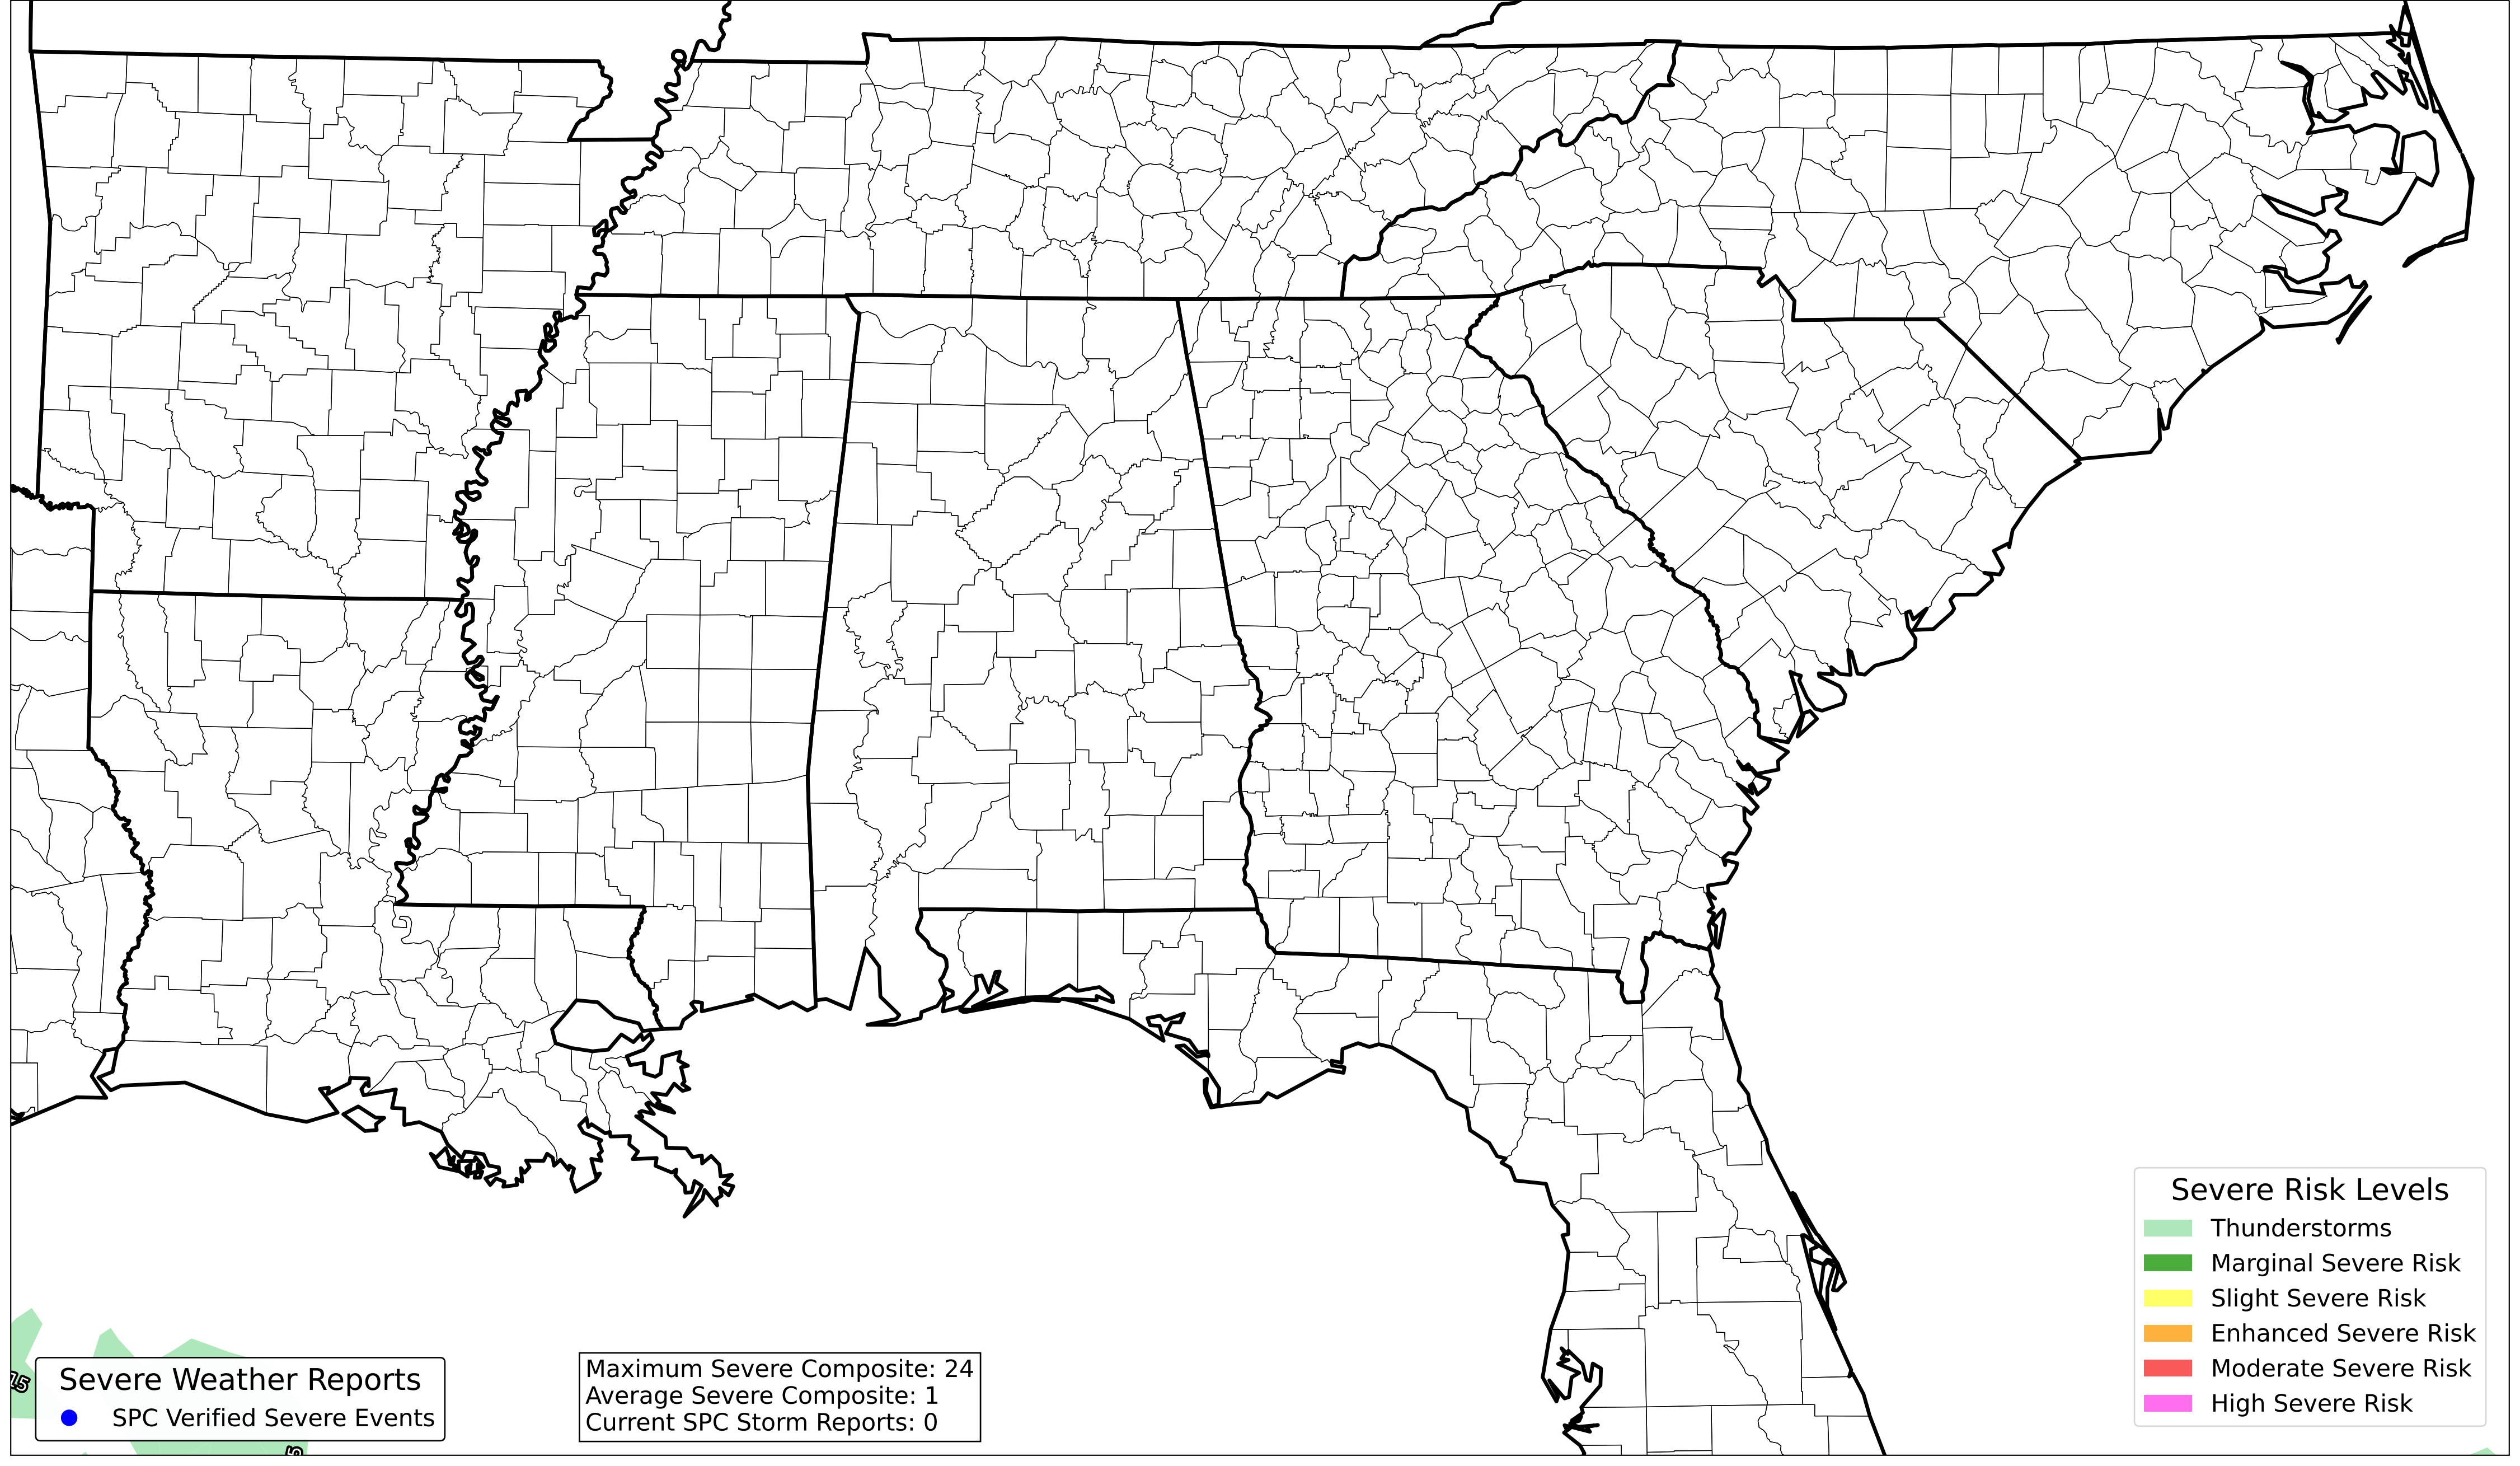 Severe Risk Levels
Thunderstorms
Marginal Severe Risk
Slight Severe Risk
Enhanced Severe Risk
Moderate Severe Risk
High Severe Risk
15
Severe Weather Reports
SPC Verified Severe Events
5
Maximum Severe Composite: 24
Average Severe Composite: 1
Current SPC Storm Reports: 0